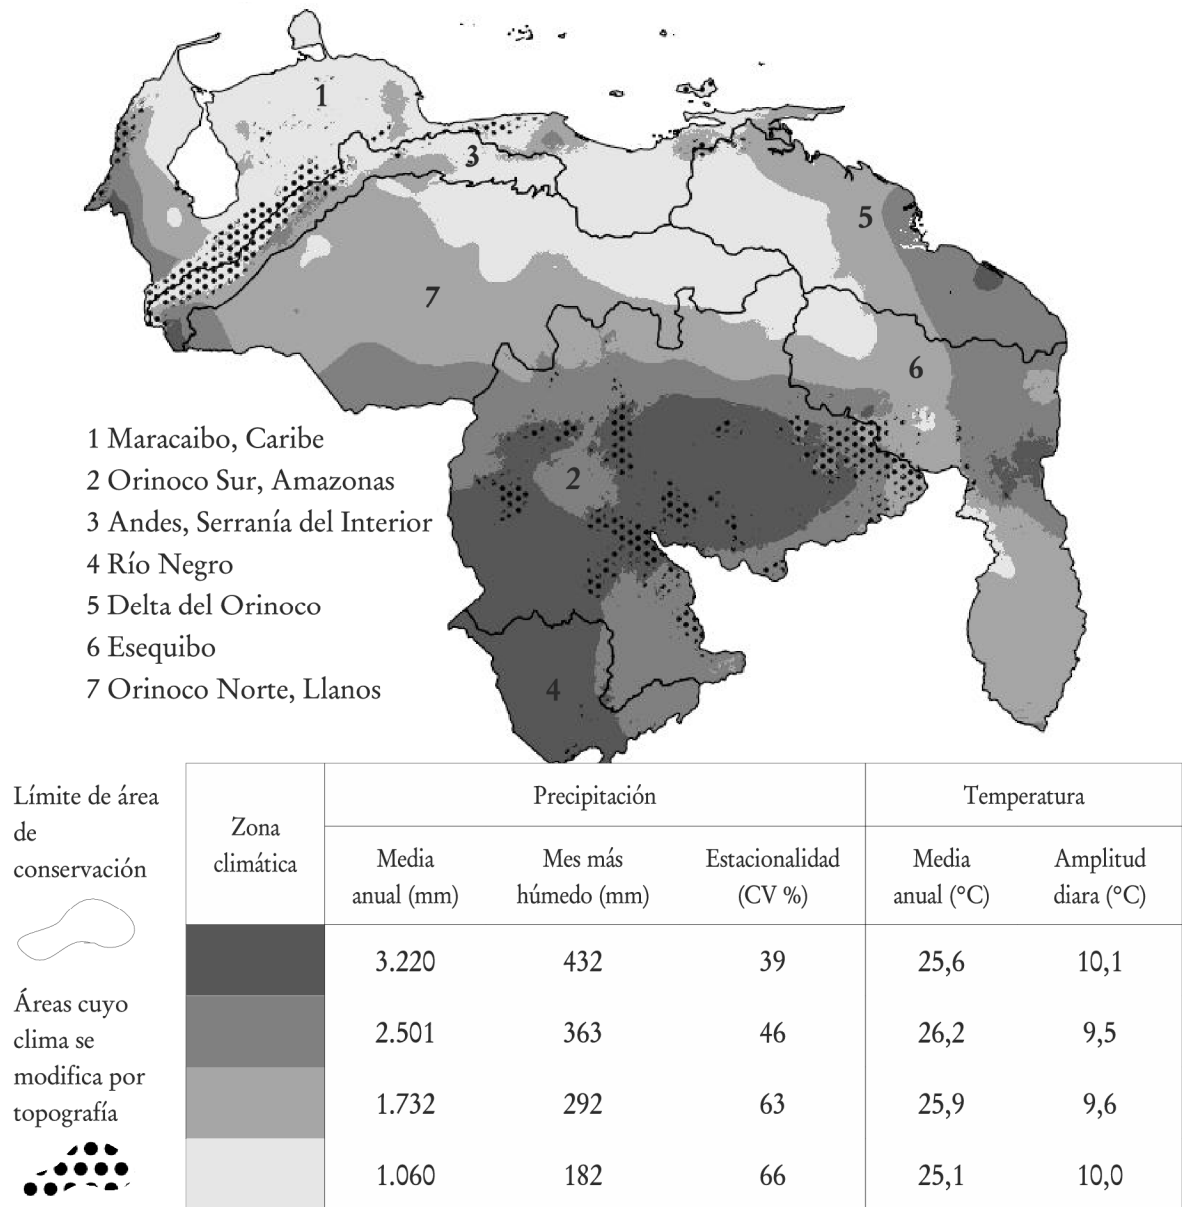 1
3
5
7
6
2
4
1 Maracaibo, Caribe
2 Orinoco Sur, Amazonas
3 Andes, Serranía del Interior
4 Río Negro
5 Delta del Orinoco
6 Esequibo
7 Orinoco Norte, Llanos
Límite de área
de
conservación
Áreas cuyo
clima se
modifica por
topografía
Zona
climática
Precipitación
Temperatura
Media
anual (mm)
Mes más
húmedo (mm)
Estacionalidad
(CV %)
Media
anual (°C)
Amplitud
diara (°C)
3.220 432 39 25,6 10,1
2.501 363 46 26,2 9,5
1.732 292 63 25,9 9,6
1.060 182 66 25,1 10,0